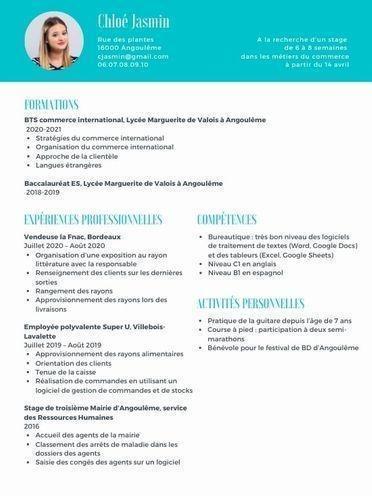 Chloé Jasmin
Rue des plantes
16000 Angoulême
cjasmin@gmail.com
06.07.08.09.10
A la recherche d'un stage
de 6 à 8 semaines
dans les métiers du commerce
à partir du 14 avril
FORMATIONS
BTS commerce international, Lycée Marguerite de Valois à Angoulême
2020-2021
• Stratégies du commerce international
• Organisation du commerce international
• Approche de la clientèle
• Langues étrangères
Baccalauréat ES, Lycée Marguerite de Valois à Angoulême
2018-2019
EXPÉRIENCES PROFESSIONNELLES
Vendeuse la Fnac, Bordeaux
Juillet 2020 – Août 2020
• Organisation d'une exposition au rayon
littérature avec la responsable
• Renseignement des clients sur les dernières
sorties
• Rangement des rayons
• Approvisionnement des rayons lors des
livraisons
Employée polyvalente Super U, Villebois-
Lavalette
Juillet 2019 – Août 2019
• Approvisionnement des rayons alimentaires
• Orientation des clients
• Tenue de la caisse
• Réalisation de commandes en utilisant un
logiciel de gestion de commandes et de stocks
Stage de troisième Mairie d'Angoulême, service
des Ressources Humaines
2016
• Accueil des agents de la mairie
• Classement des arrêts de maladie dans les
dossiers des agents
• Saisie des congés des agents sur un logiciel
COMPÉTENCES
• Bureautique : très bon niveau des logiciels
de traitement de textes (Word, Google Docs)
et des tableurs (Excel, Google Sheets)
• Niveau C1 en anglais
• Niveau B1 en espagnol
ACTIVITÉS PERSONNELLES
• Pratique de la guitare depuis l'âge de 7 ans
• Course à pied : participation à deux semi-
marathons
• Bénévole pour le festival de BD d'Angoulême